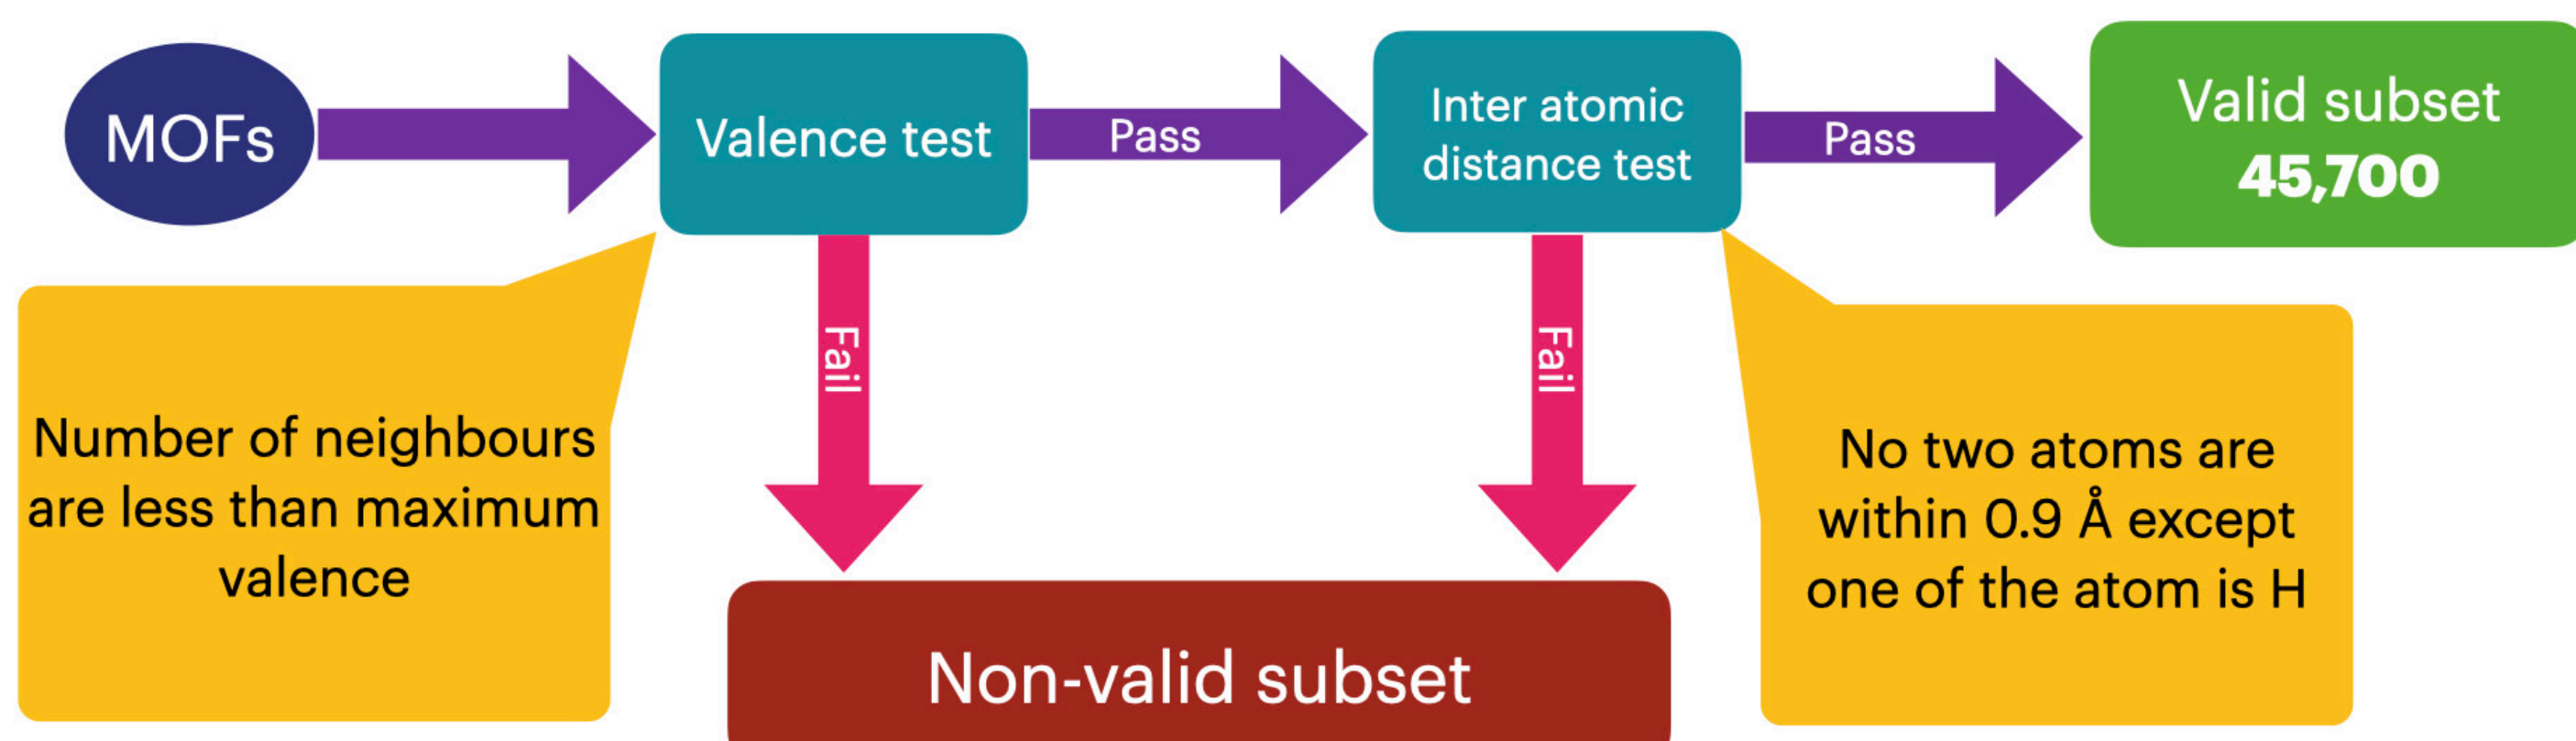 MOFs
Valence test
Pass
Inter atomic
distance test
Pass
Valid subset
45,700
Fail
Fail
Number of neighbours
are less than maximum
valence
No two atoms are
within 0.9 Å except
one of the atom is H
Non-valid subset